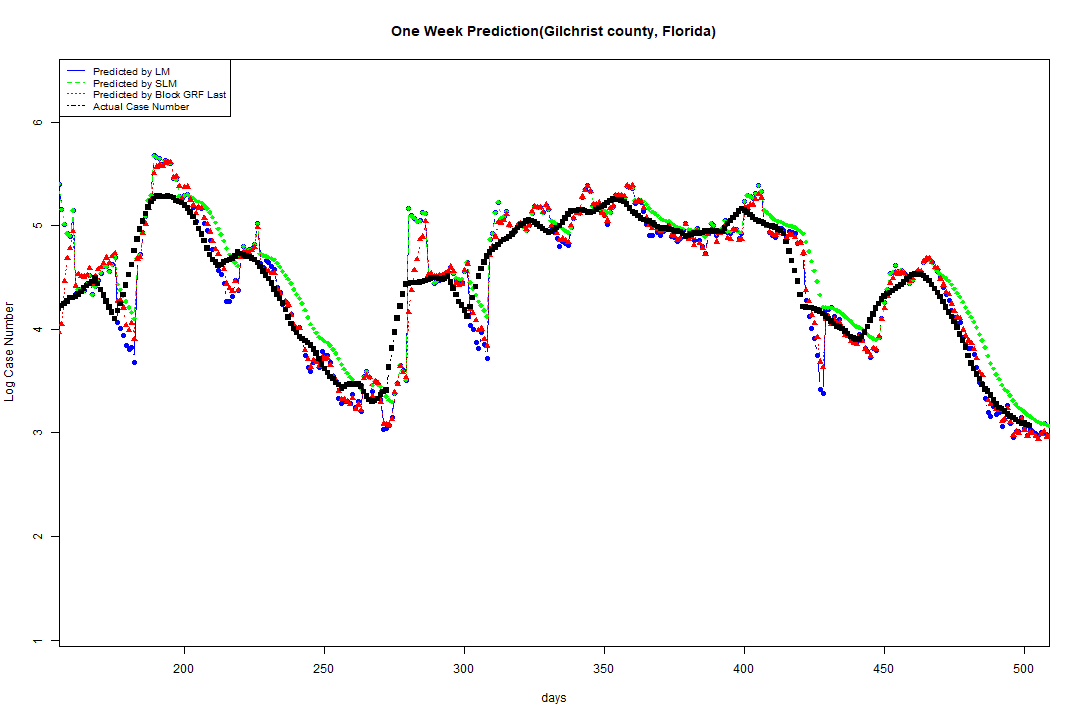 One Week Prediction(Gilchrist county, Florida)
Predicted by LM
Predicted by SLM
Predicted by Block GRF Last
Actual Case Number
6
5
4
3
2
1
Log Case Number
200 250 300 350 400 450 500
days